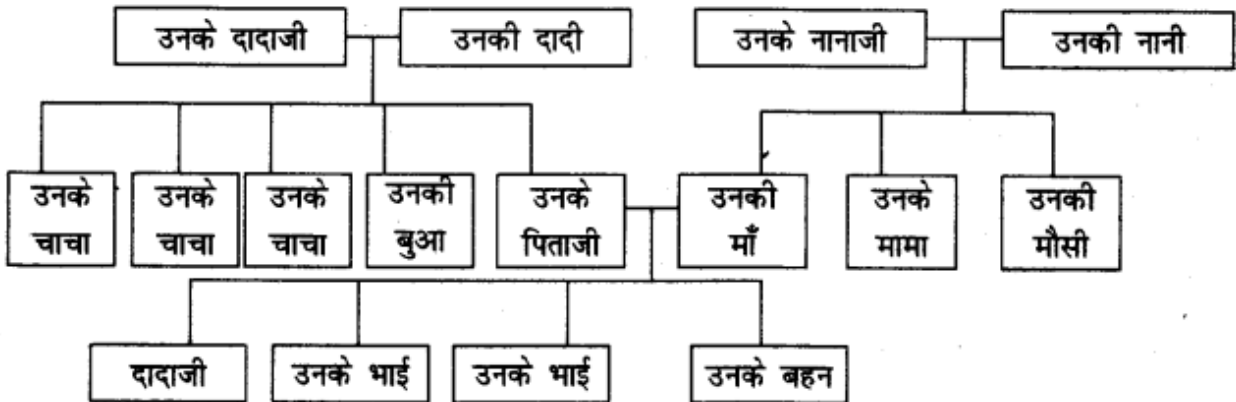 उनके दादाजी
उनकी दादी
उनके नानाजी
उनकी नानी
उनके
चाचा
उनके
चाचा
उनके
चाचा
उनकी
बुआ
उनके
पिताजी
उनकी
माँ
उनके
मामा
उनकी
मौसी
दादाजी
उनके भाई
उनके भाई
उनके बहन